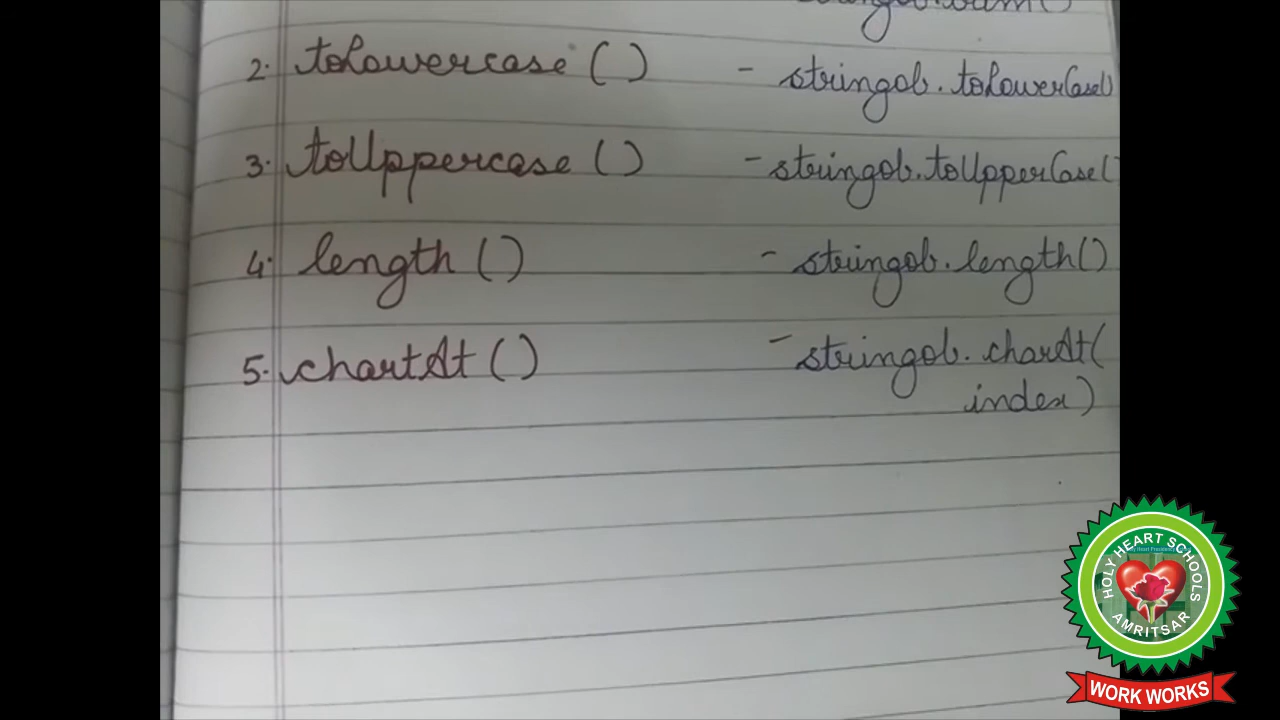 2. toLowercase () - stringob.toLowerCase()
3. toUppercase () - stringob.toUpperCase(
4. length () - stringob.length()
5. chartAt () - stringob.charAt(
index)
HOLY HEART SCHOOLS
AMRITSAR
WORK WORKS